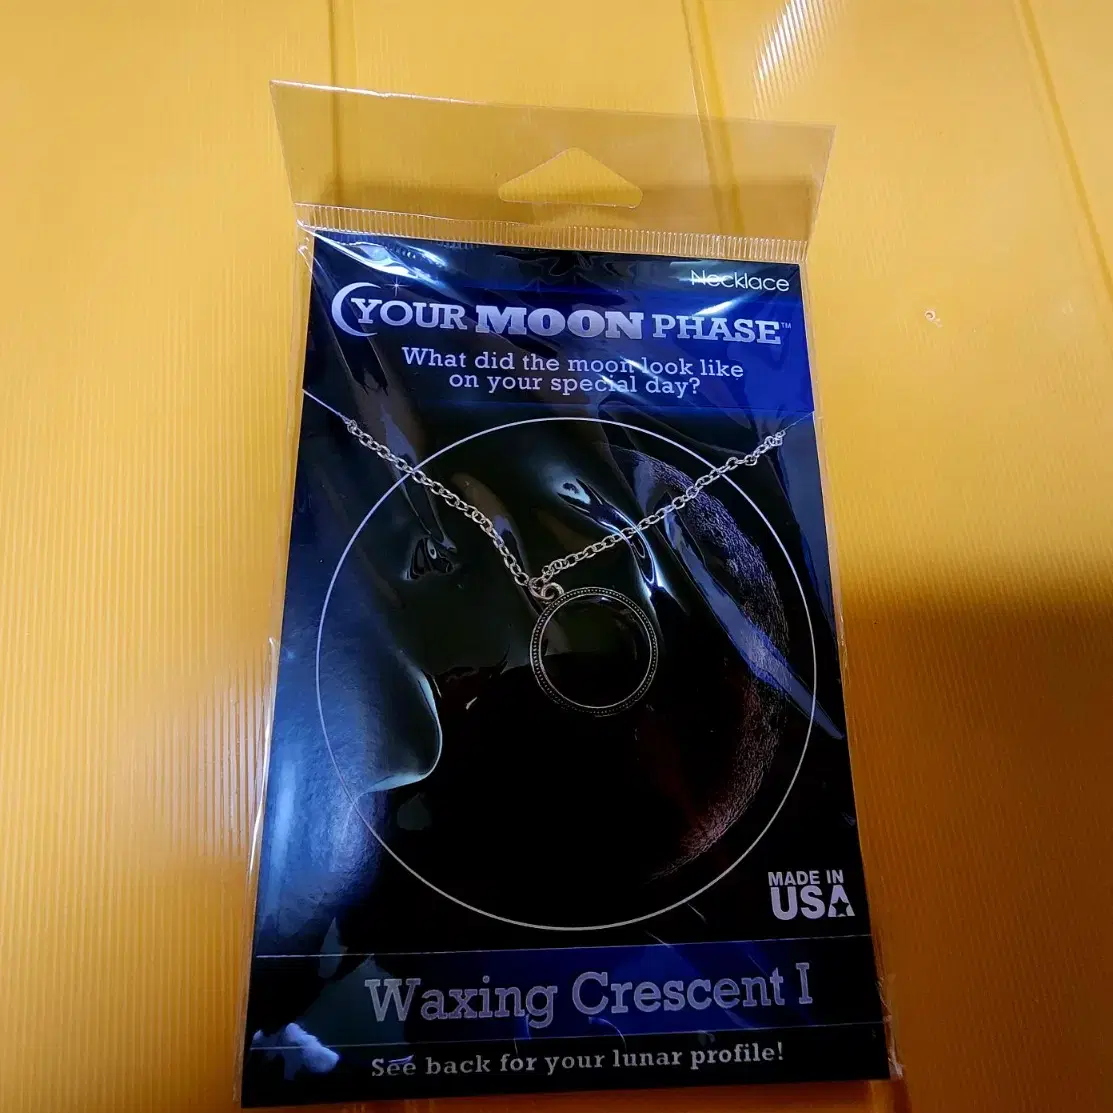 Necklace
YOUR MOON PHASE™
What did the moon look like
on your special day?
MADE IN
USA
Waxing Crescent I
See back for your lunar profile!